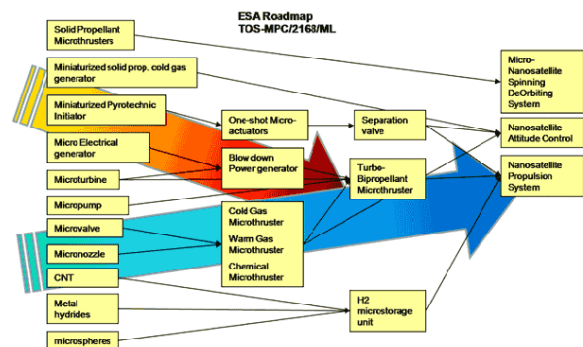 ESA Roadmap
TOS-MPC/2168/ML
Solid Propellant
Microthrusters
Miniaturized solid prop. cold gas
generator
Miniaturized Pyrotechnic
Initiator
Micro Electrical
generator
Microturbine
Micropump
Microvalve
Micronozzle
CNT
Metal
hydrides
microspheres
One-shot Micro-
actuators
Blow down
Power generator
Cold Gas
Microthruster
Warm Gas
Microthruster
Chemical
Microthruster
Separation
valve
Turbo-
Bipropellant
Microthruster
H2
microstorage
unit
Micro-
Nanosatellite
Spinning
DeOrbiting
System
Nanosatellite
Attitude Control
Nanosatellite
Propulsion
System